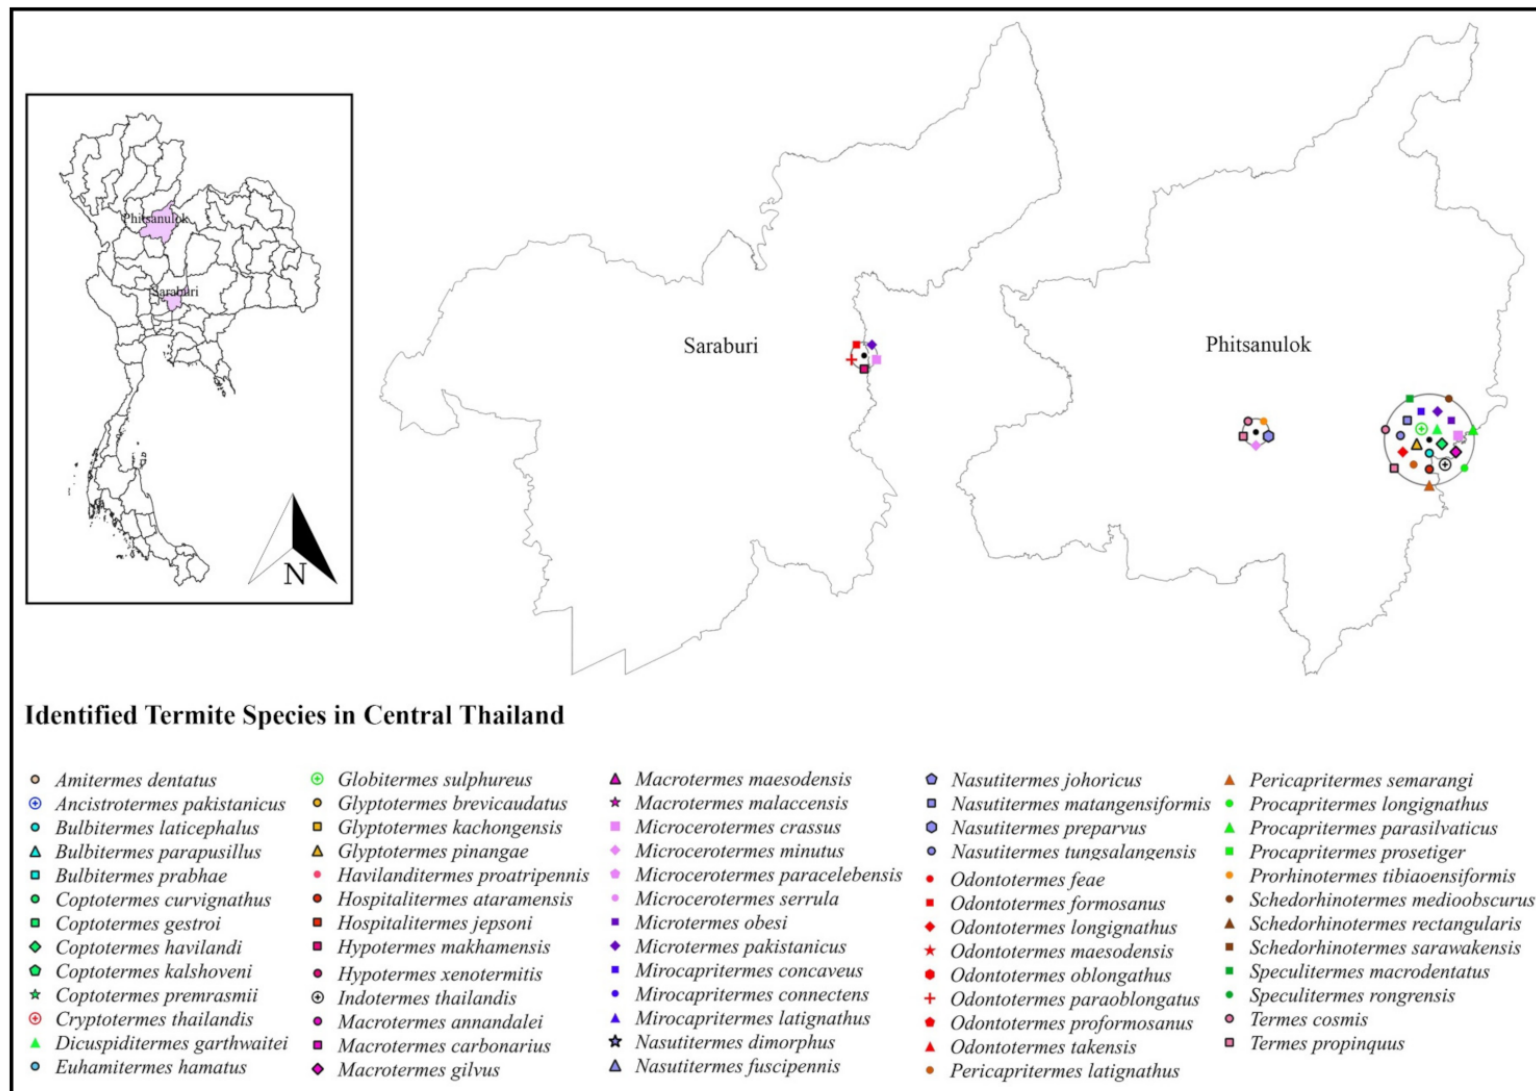 Phitsanulok
Saraburi
N
Saraburi
Phitsanulok
Identified Termite Species in Central Thailand
Amitermes dentatus
Ancistrotermes pakistanicus
Bulbitermes laticephalus
Bulbitermes parapusillus
Bulbitermes prabhae
Coptotermes curvignathus
Coptotermes gestroi
Coptotermes havilandi
Coptotermes kalshoveni
Coptotermes premrasmii
Cryptotermes thailandis
Dicuspiditermes garthwaitei
Euhamitermes hamatus
Globitermes sulphureus
Glyptotermes brevicaudatus
Glyptotermes kachongensis
Glyptotermes pinangae
Havilanditermes proatripennis
Hospitalitermes ataramensis
Hospitalitermes jepsoni
Hypotermes makhamensis
Hypotermes xenotermitis
Indotermes thailandis
Macrotermes annandalei
Macrotermes carbonarius
Macrotermes gilvus
Macrotermes maesodensis
Macrotermes malaccensis
Microcerotermes crassus
Microcerotermes minutus
Microcerotermes paracelebensis
Microcerotermes serrula
Microtermes obesi
Microtermes pakistanicus
Mirocapritermes concaveus
Mirocapritermes connectens
Mirocapritermes latignathus
Nasutitermes dimorphus
Nasutitermes fuscipennis
Nasutitermes johoricus
Nasutitermes matangensiformis
Nasutitermes preparvus
Nasutitermes tungsalangensis
Odontotermes feae
Odontotermes formosanus
Odontotermes longignathus
Odontotermes maesodensis
Odontotermes oblongathus
Odontotermes paraoblongatus
Odontotermes proformosanus
Odontotermes takensis
Pericapritermes latignathus
Pericapritermes semarangi
Procapritermes longignathus
Procapritermes parasilvaticus
Procapritermes prosetiger
Prorhinotermes tibiaoensiformis
Schedorhinotermes medioobscurus
Schedorhinotermes rectangularis
Schedorhinotermes sarawakensis
Speculitermes macrodentatus
Speculitermes rongrensis
Termes cosmis
Termes propinquus